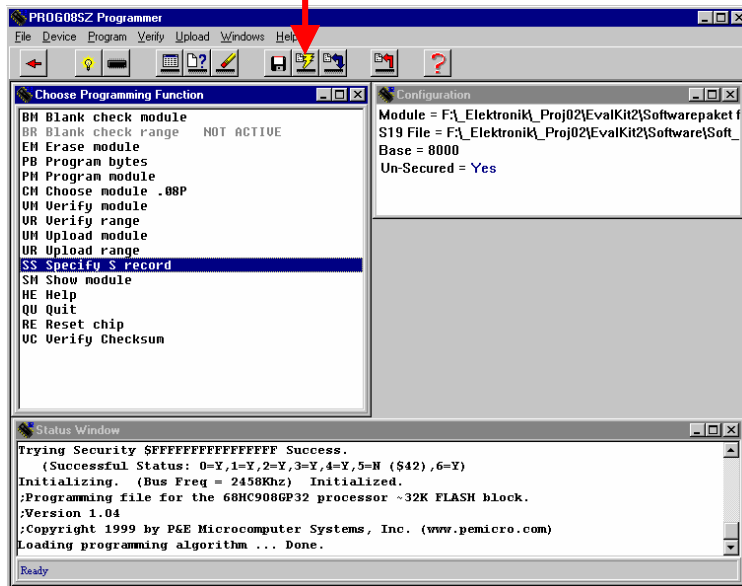 PROG08SZ Programmer
File Device Program Verify Upload Windows Help
Choose Programming Function
BM Blank check module
BR Blank check range NOT ACTIVE
EM Erase module
PB Program bytes
PM Program module
CM Choose module .08P
VM Verify module
VR Verify range
UM Upload module
UR Upload range
SS Specify S record
SM Show module
HE Help
QU Quit
RE Reset chip
VC Verify Checksum
Configuration
Module = F:\_Elektronik\_Proj02\EvalKit2\Softwarepaket f
S19 File = F:\_Elektronik\_Proj02\EvalKit2\Software\Soft_
Base = 8000
Un-Secured = Yes
Status Window
Trying Security $FFFFFFFFFFFFFFFF Success.
(Successful Status: 0=Y,1=Y,2=Y,3=Y,4=Y,5=N ($42),6=Y)
Initializing. (Bus Freq = 2458Khz) Initialized.
;Programming file for the 68HC908GP32 processor ~32K FLASH block.
;Version 1.04
;Copyright 1999 by P&E Microcomputer Systems, Inc. (www.pemicro.com)
Loading programming algorithm ... Done.
Ready